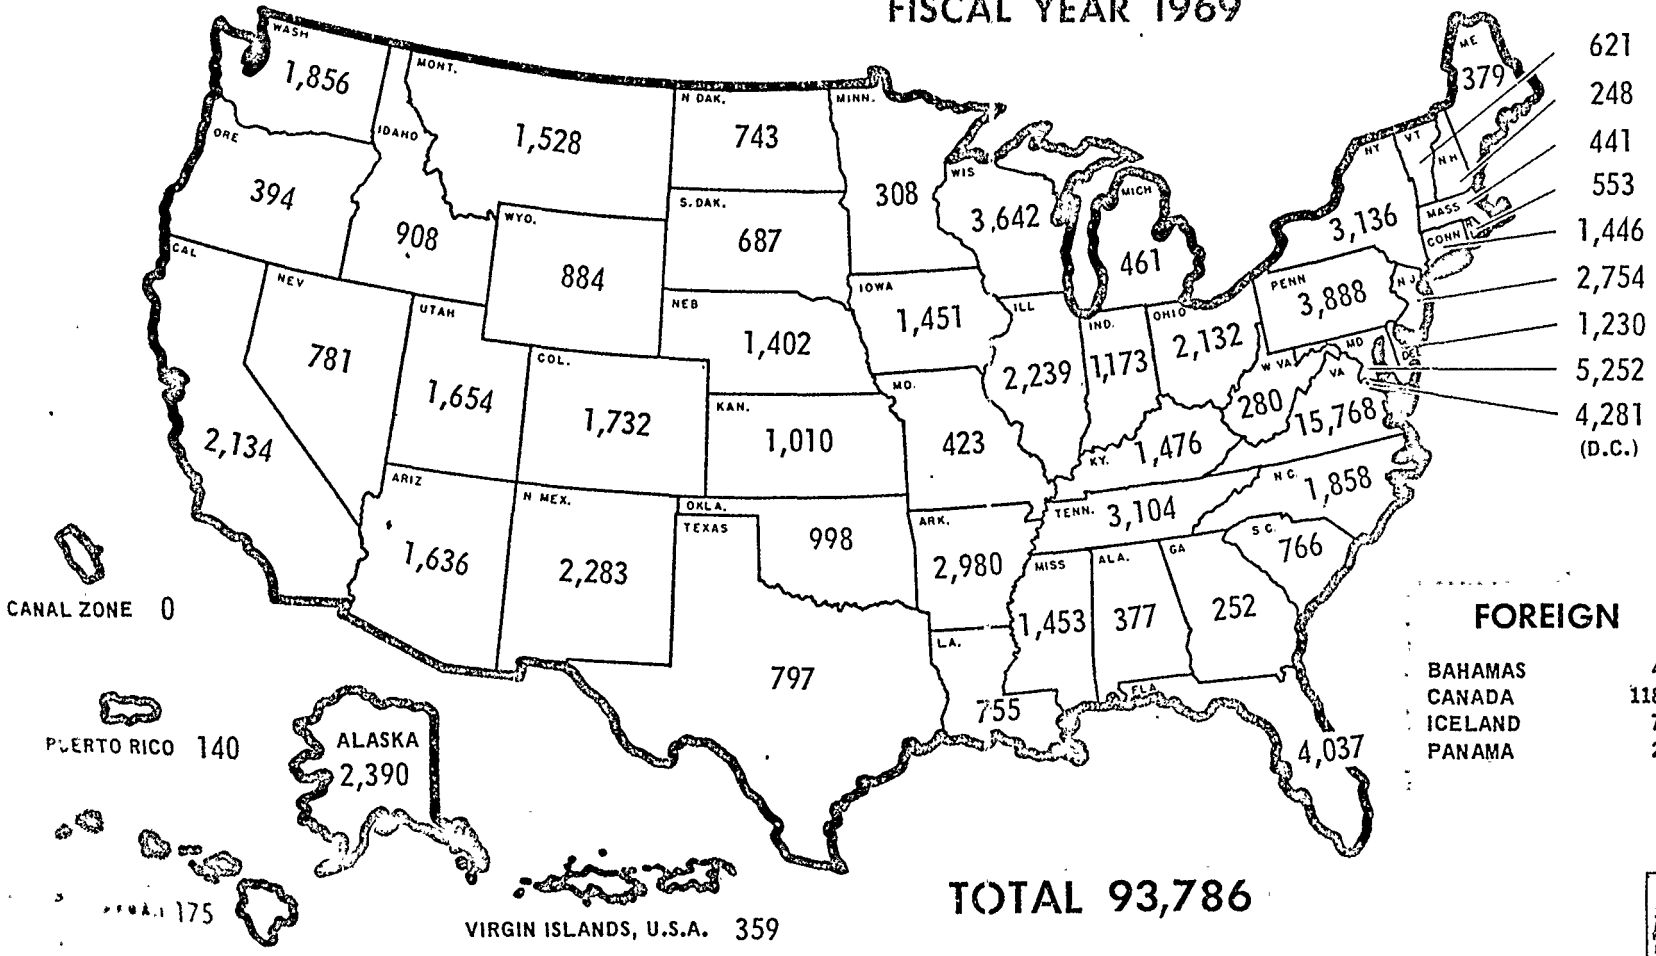 FISCAL YEAR 1969
WASH
1,856
ORE
394
CAL
2,134
NEV
781
IDAHO
908
MONT.
1,528
WYO.
884
UTAH
1,654
COL.
1,732
ARIZ
1,636
N MEX.
2,283
N DAK.
743
S. DAK.
687
NEB
1,402
KAN.
1,010
OKLA.
998
TEXAS
797
MINN.
308
IOWA
1,451
MO.
423
ARK.
2,980
LA.
755
WIS
3,642
ILL
2,239
MICH
461
IND.
1,173
OHIO
2,132
KY.
1,476
TENN.
3,104
MISS
1,453
ALA.
377
GA
252
FLA
4,037
S C.
766
N C.
1,858
VA
15,768
W VA
280
MD
DEL
PENN
3,888
N J
NY
3,136
CONN
R I
MASS
VT
N H
ME
379
621
248
441
553
1,446
2,754
1,230
5,252
4,281
(D.C.)
CANAL ZONE 0
PUERTO RICO 140
ALASKA
2,390
175
VIRGIN ISLANDS, U.S.A. 359
TOTAL 93,786
FOREIGN
BAHAMAS
CANADA 118
ICELAND
PANAMA